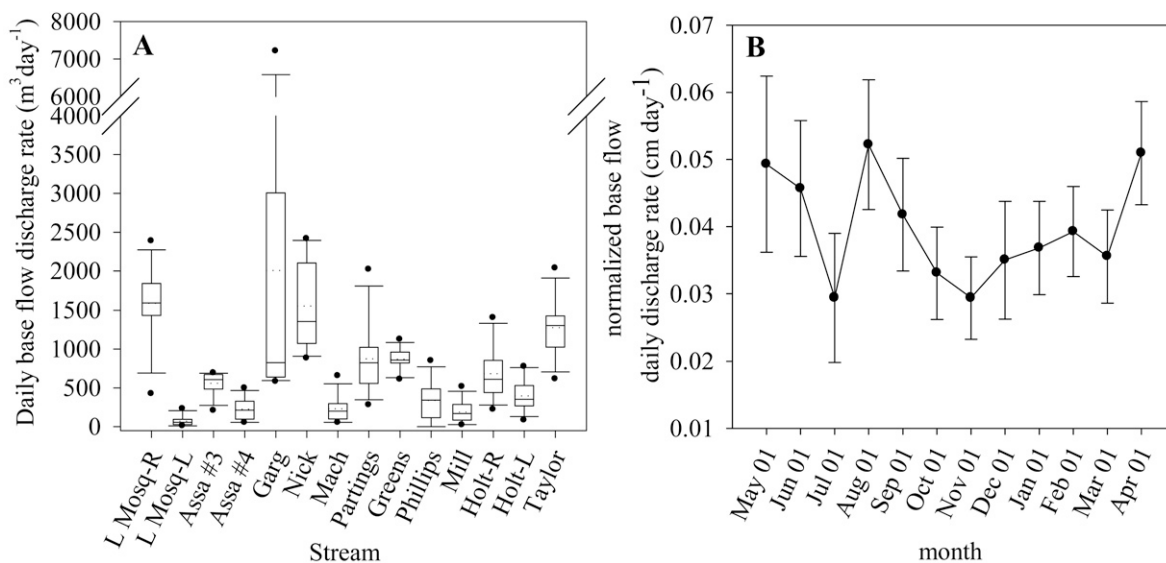 A
Daily base flow discharge rate (m³ day⁻¹)
8000
7000
6000
4000
3500
3000
2500
2000
1500
1000
500
0
L Mosq-R
L Mosq-L
Assa #3
Assa #4
Garg
Nick
Mach
Partings
Greens
Phillips
Mill
Holt-R
Holt-L
Taylor
Stream
B
normalized base flow
daily discharge rate (cm day⁻¹)
0.07
0.06
0.05
0.04
0.03
0.02
0.01
May 01
Jun 01
Jul 01
Aug 01
Sep 01
Oct 01
Nov 01
Dec 01
Jan 01
Feb 01
Mar 01
Apr 01
month